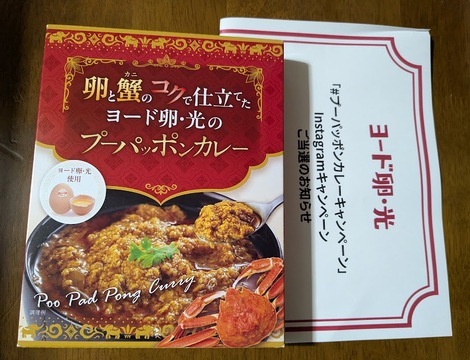 卵と蟹のコクで仕立てた
カニ
ヨード卵・光の
プーパッポンカレー
ヨード卵・光
使用
Poo Pad Pong Curry
調理例
ヨード卵・光
「#プーパッポンカレーキャンペーン」
Instagramキャンペーン
ご当選のお知らせ